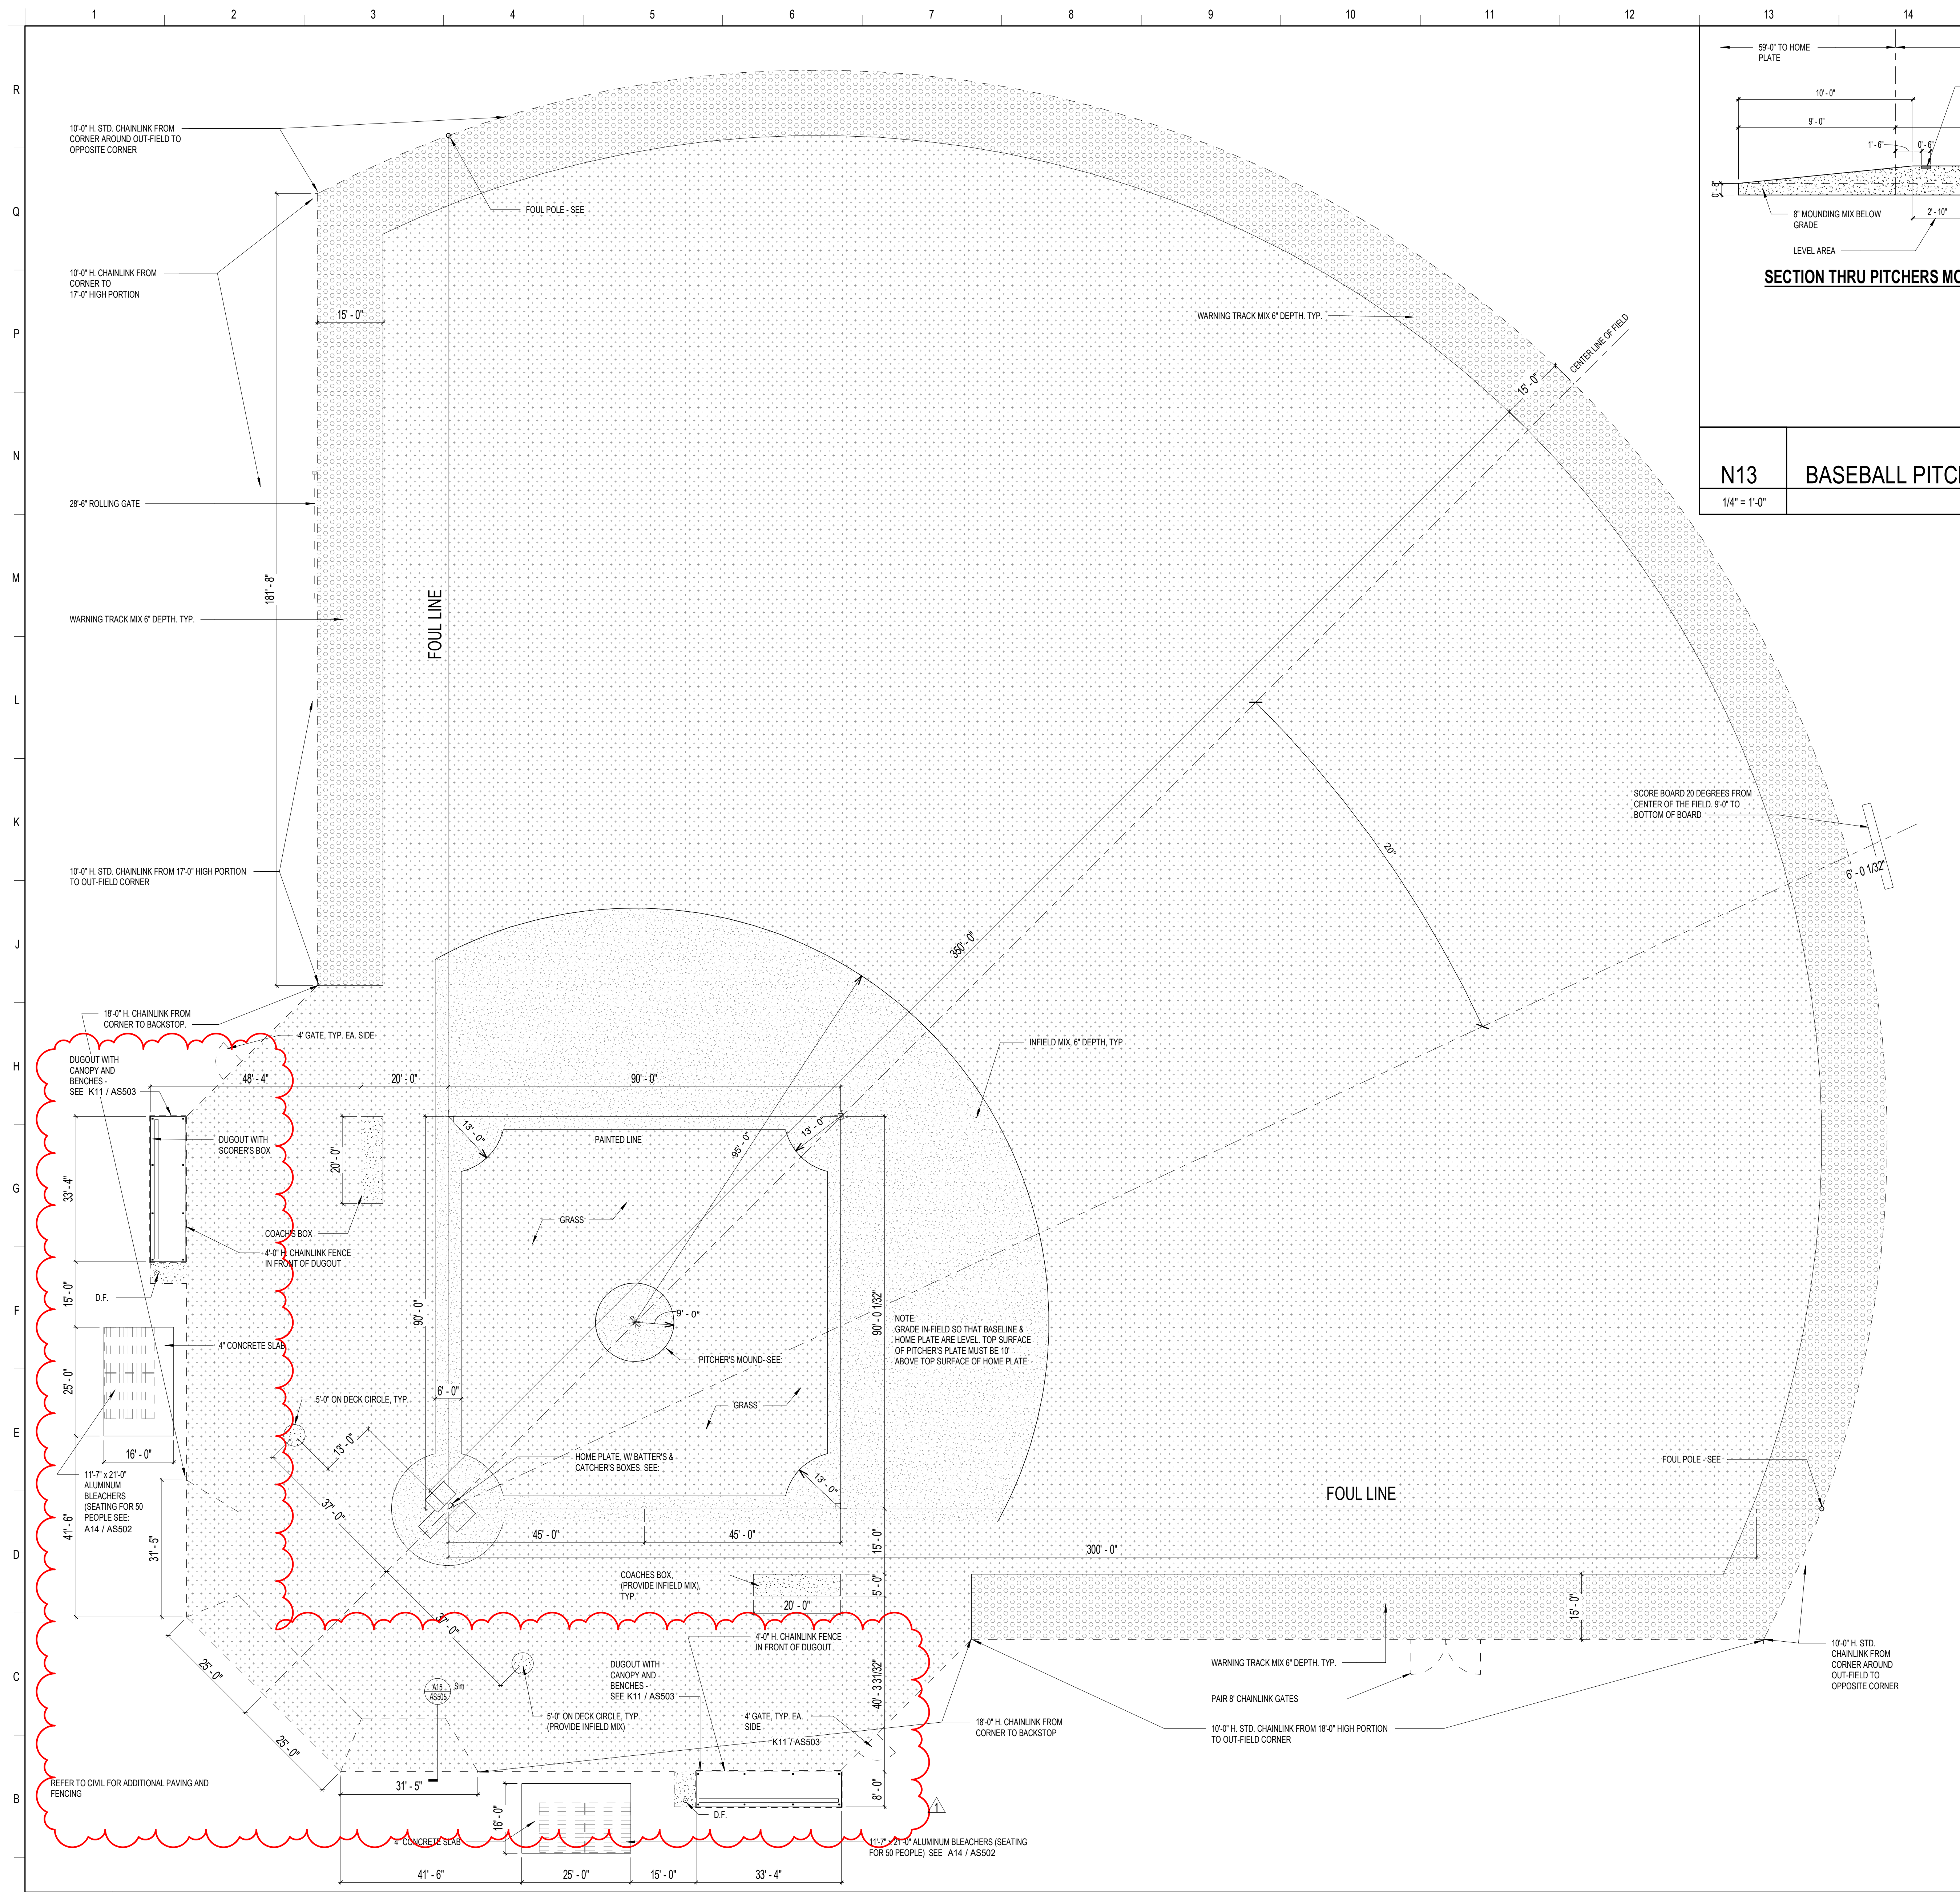 1 2 3 4 5 6 7 8 9 10 11 12 13 14
R
Q
P
N
M
L
K
J
H
G
F
E
D
C
B
59'-0" TO HOME
PLATE
10' - 0"
9' - 0"
1' - 6"
0' - 6"
0' - 8"
8" MOUNDING MIX BELOW
GRADE
2' - 10"
LEVEL AREA
SECTION THRU PITCHERS MO
N13
BASEBALL PITC
1/4" = 1'-0"
10'-0" H. STD. CHAINLINK FROM
CORNER AROUND OUT-FIELD TO
OPPOSITE CORNER
FOUL POLE - SEE
10'-0" H. CHAINLINK FROM
CORNER TO
17'-0" HIGH PORTION
15' - 0"
WARNING TRACK MIX 6" DEPTH. TYP.
CENTER LINE OF FIELD
15' - 0"
28'-6" ROLLING GATE
181' - 8"
FOUL LINE
WARNING TRACK MIX 6" DEPTH. TYP.
SCORE BOARD 20 DEGREES FROM
CENTER OF THE FIELD. 9'-0" TO
BOTTOM OF BOARD
20°
6' - 0 1/32"
10'-0" H. STD. CHAINLINK FROM 17'-0" HIGH PORTION
TO OUT-FIELD CORNER
350' - 0"
18'-0" H. CHAINLINK FROM
CORNER TO BACKSTOP.
4' GATE, TYP. EA. SIDE
INFIELD MIX, 6" DEPTH, TYP
DUGOUT WITH
CANOPY AND
BENCHES -
SEE K11 / AS503
48' - 4"
20' - 0"
90' - 0"
DUGOUT WITH
SCORER'S BOX
33' - 4"
20' - 0"
13' - 0"
PAINTED LINE
13' - 0"
95' - 0"
GRASS
COACH'S BOX
4'-0" H. CHAINLINK FENCE
IN FRONT OF DUGOUT
D.F.
15' - 0"
90' - 0"
9' - 0"
90' - 0 1/32"
NOTE:
GRADE IN-FIELD SO THAT BASELINE &
HOME PLATE ARE LEVEL. TOP SURFACE
OF PITCHER'S PLATE MUST BE 10'
ABOVE TOP SURFACE OF HOME PLATE
4" CONCRETE SLAB
PITCHER'S MOUND- SEE:
25' - 0"
5'-0" ON DECK CIRCLE, TYP.
6' - 0"
GRASS
13' - 0"
16' - 0"
HOME PLATE, W/ BATTER'S &
CATCHER'S BOXES. SEE:
13' - 0"
FOUL POLE - SEE
11'-7" x 21'-0"
ALUMINUM
BLEACHERS
(SEATING FOR 50
PEOPLE SEE:
A14 / AS502
37' - 0"
FOUL LINE
41' - 6"
31' - 5"
45' - 0"
45' - 0"
15' - 0"
300' - 0"
COACHES BOX,
(PROVIDE INFIELD MIX),
TYP.
5' - 0"
20' - 0"
15' - 0"
37' - 0"
4'-0" H. CHAINLINK FENCE
IN FRONT OF DUGOUT
10'-0" H. STD.
CHAINLINK FROM
CORNER AROUND
OUT-FIELD TO
OPPOSITE CORNER
25' - 0"
A15
AS505
Sim
DUGOUT WITH
CANOPY AND
BENCHES -
SEE K11 / AS503
40' - 3 31/32"
WARNING TRACK MIX 6" DEPTH. TYP.
PAIR 8' CHAINLINK GATES
5'-0" ON DECK CIRCLE, TYP.
(PROVIDE INFIELD MIX)
4' GATE, TYP. EA.
SIDE
K11 / AS503
18'-0" H. CHAINLINK FROM
CORNER TO BACKSTOP
10'-0" H. STD. CHAINLINK FROM 18'-0" HIGH PORTION
TO OUT-FIELD CORNER
25' - 0"
REFER TO CIVIL FOR ADDITIONAL PAVING AND
FENCING
31' - 5"
16' - 0"
D.F.
8' - 0"
1
4" CONCRETE SLAB
11'-7" x 21'-0" ALUMINUM BLEACHERS (SEATING
FOR 50 PEOPLE) SEE A14 / AS502
41' - 6"
25' - 0"
15' - 0"
33' - 4"